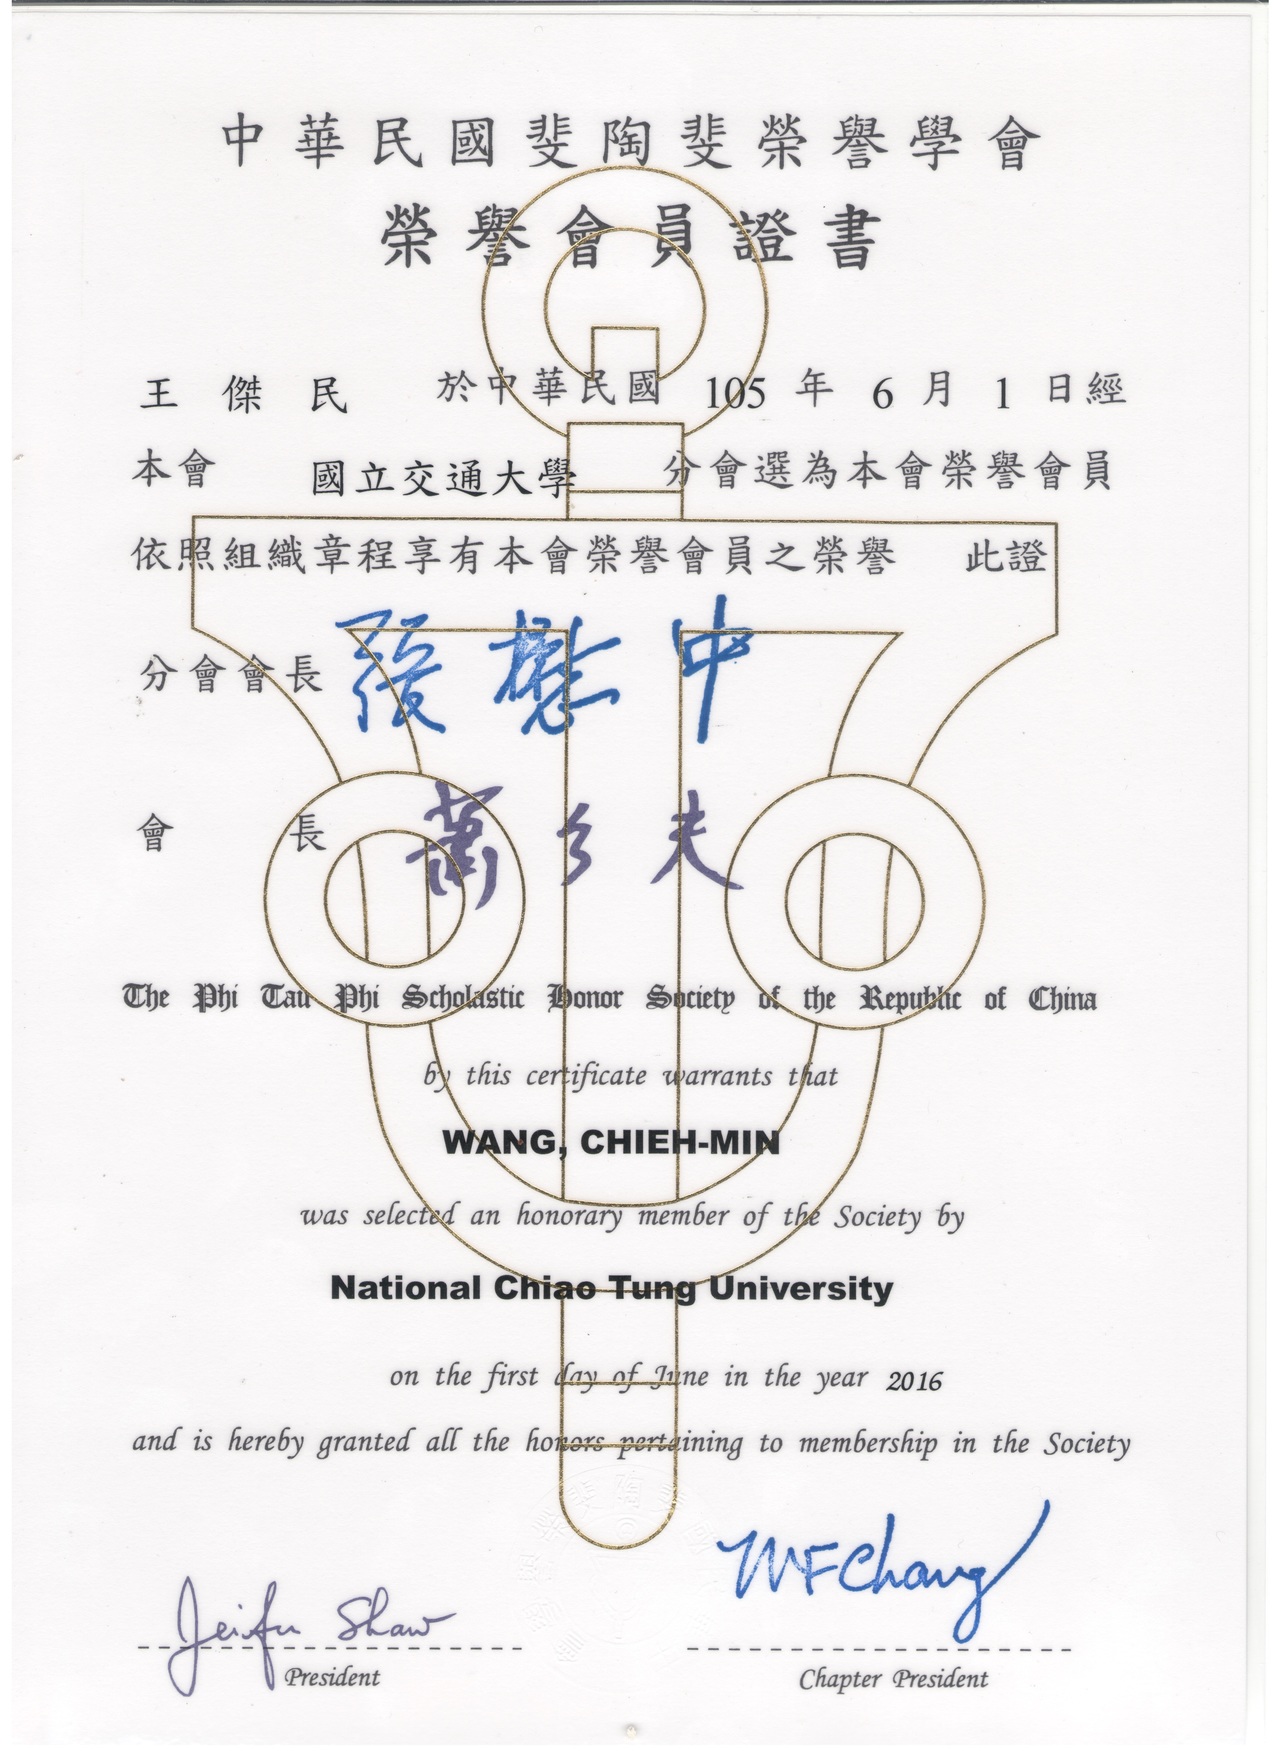 中華民國斐陶斐榮譽學會
榮譽會員證書
王傑民 於中華民國 105 年 6 月 1 日經
本會 國立交通大學 分會選為本會榮譽會員
依照組織章程享有本會榮譽會員之榮譽 此證
分會會長 張懋中
會 長 蕭介夫
The Phi Tau Phi Scholastic Honor Society of the Republic of China
by this certificate warrants that
WANG, CHIEH-MIN
was selected an honorary member of the Society by
National Chiao Tung University
on the first day of June in the year 2016
and is hereby granted all the honors pertaining to membership in the Society
Jeifu Shaw
MFChang
President
Chapter President